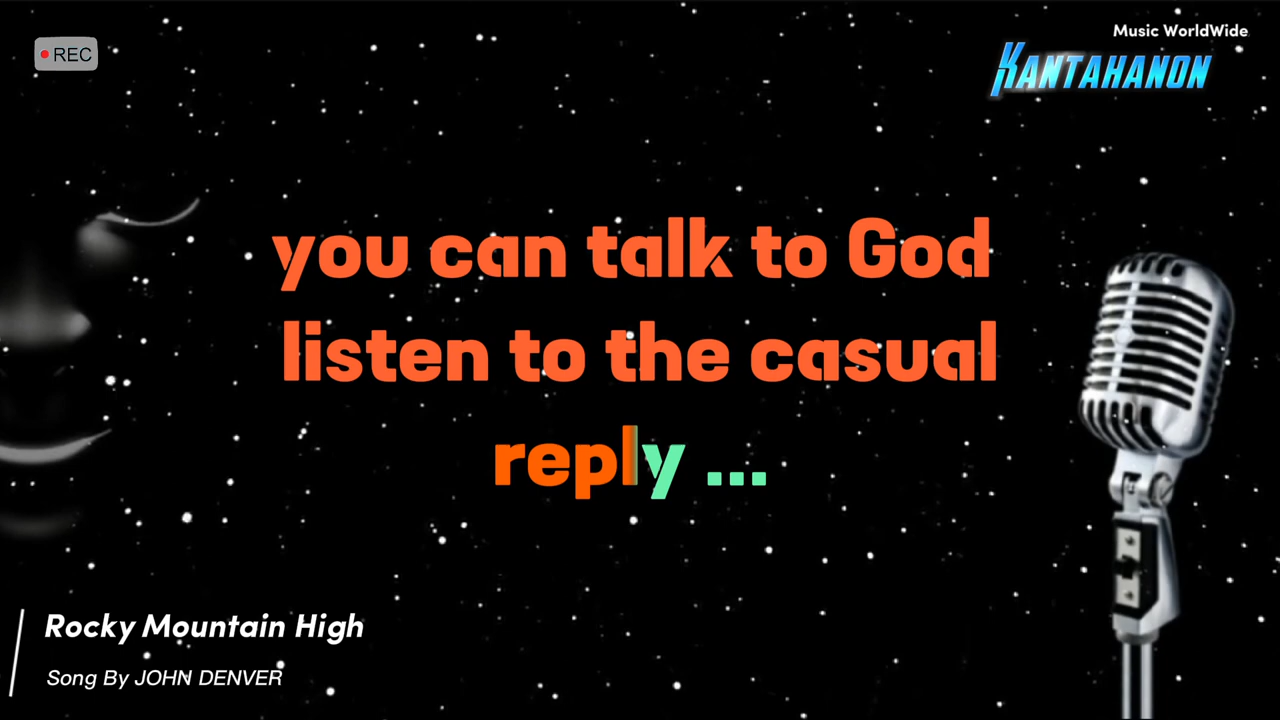 REC
Music WorldWide
KANTAHANON
you can talk to God
listen to the casual
reply ...
Rocky Mountain High
Song By JOHN DENVER